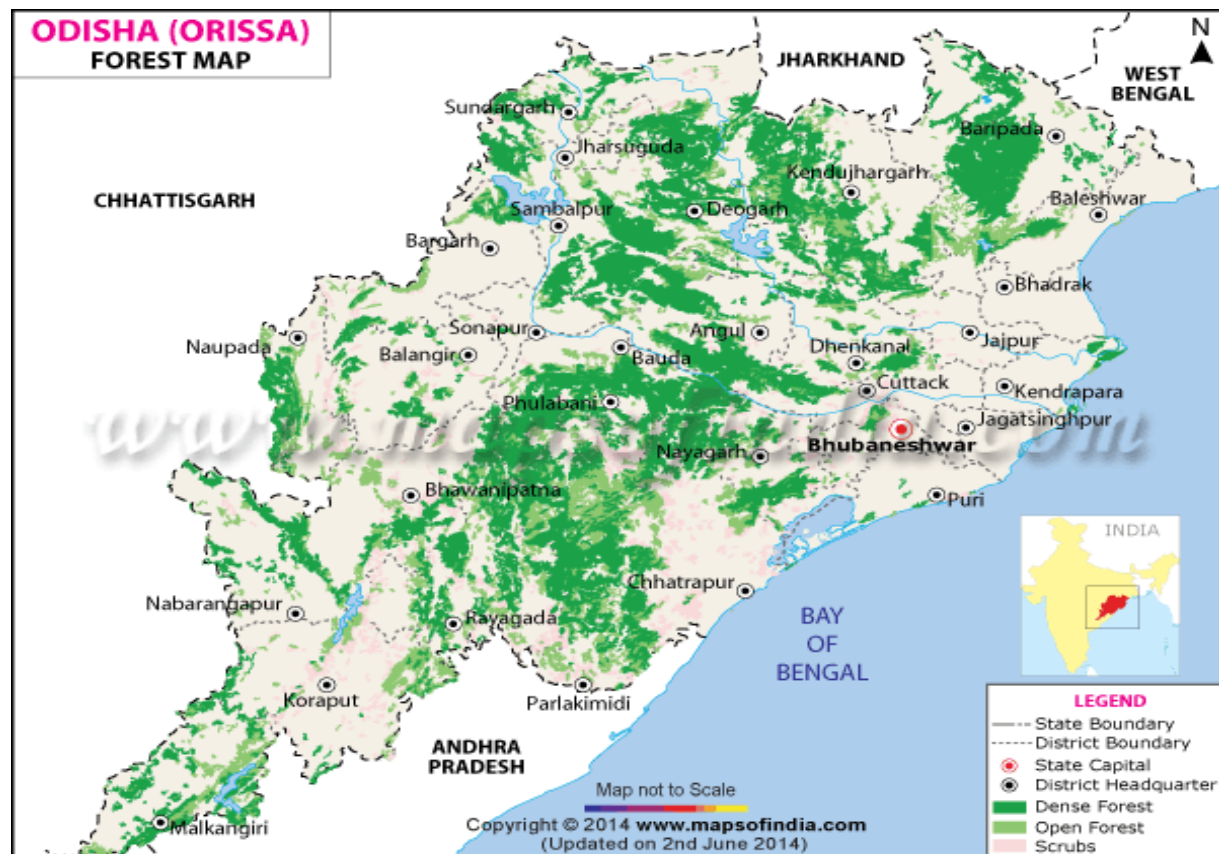 ODISHA (ORISSA)
FOREST MAP
N
JHARKHAND
WEST
BENGAL
CHHATTISGARH
Sundargarh
Baripada
Jharsuguda
Kendujhargarh
Baleshwar
Sambalpur
Deogarh
Bargarh
Bhadrak
Naupada
Sonapur
Angul
Jajpur
Balangir
Bauda
Dhenkanal
Cuttack
Kendrapara
Phulabani
Jagatsinghpur
Bhubaneshwar
Nayagarh
Bhawanipatna
Puri
INDIA
Chhatrapur
Nabarangapur
Rayagada
BAY
OF
BENGAL
Koraput
Parlakimidi
ANDHRA
PRADESH
Malkangiri
LEGEND
State Boundary
District Boundary
State Capital
District Headquarter
Dense Forest
Open Forest
Scrubs
Map not to Scale
Copyright © 2014 www.mapsofindia.com
(Updated on 2nd June 2014)